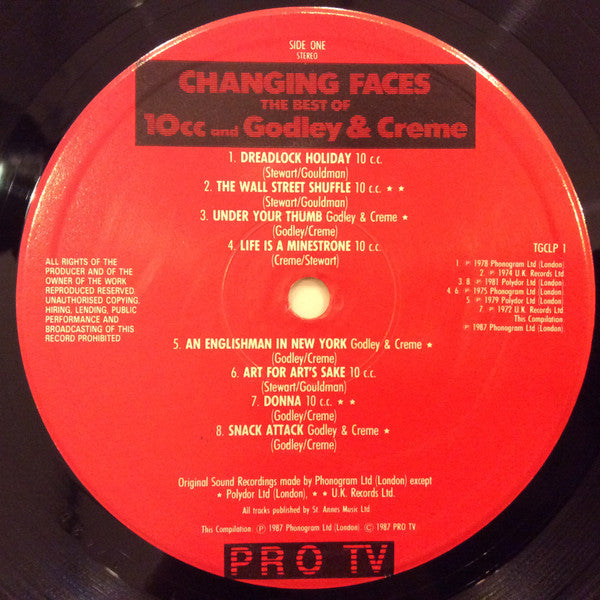 SIDE ONE
STEREO
CHANGING FACES
THE BEST OF
10cc and Godley & Creme
1. DREADLOCK HOLIDAY 10 c.c.
(Stewart/Gouldman)
2. THE WALL STREET SHUFFLE 10 c.c. ★ ★
(Stewart/Gouldman)
3. UNDER YOUR THUMB Godley & Creme ★
(Godley/Creme)
4. LIFE IS A MINESTRONE 10 c.c.
(Creme/Stewart)
ALL RIGHTS OF THE
PRODUCER AND OF THE
OWNER OF THE WORK
REPRODUCED RESERVED.
UNAUTHORISED COPYING,
HIRING, LENDING, PUBLIC
PERFORMANCE AND
BROADCASTING OF THIS
RECORD PROHIBITED
TGCLP 1
1. ℗ 1978 Phonogram Ltd (London)
2. ℗ 1974 U.K. Records Ltd
3. 8. ℗ 1981 Polydor Ltd (London)
4. 6. ℗ 1975 Phonogram Ltd (London)
5. ℗ 1979 Polydor Ltd (London)
7. ℗ 1972 U.K. Records Ltd
This Compilation
℗ 1987 Phonogram Ltd (London)
5. AN ENGLISHMAN IN NEW YORK Godley & Creme ★
(Godley/Creme)
6. ART FOR ART'S SAKE 10 c.c.
(Stewart/Gouldman)
7. DONNA 10 c.c. ★ ★
(Godley/Creme)
8. SNACK ATTACK Godley & Creme ★
(Godley/Creme)
Original Sound Recordings made by Phonogram Ltd (London) except
★ Polydor Ltd (London), ★ ★ U.K. Records Ltd.
All tracks published by St. Annes Music Ltd
This Compilation ℗ 1987 Phonogram Ltd (London) © 1987 PRO TV
PRO TV